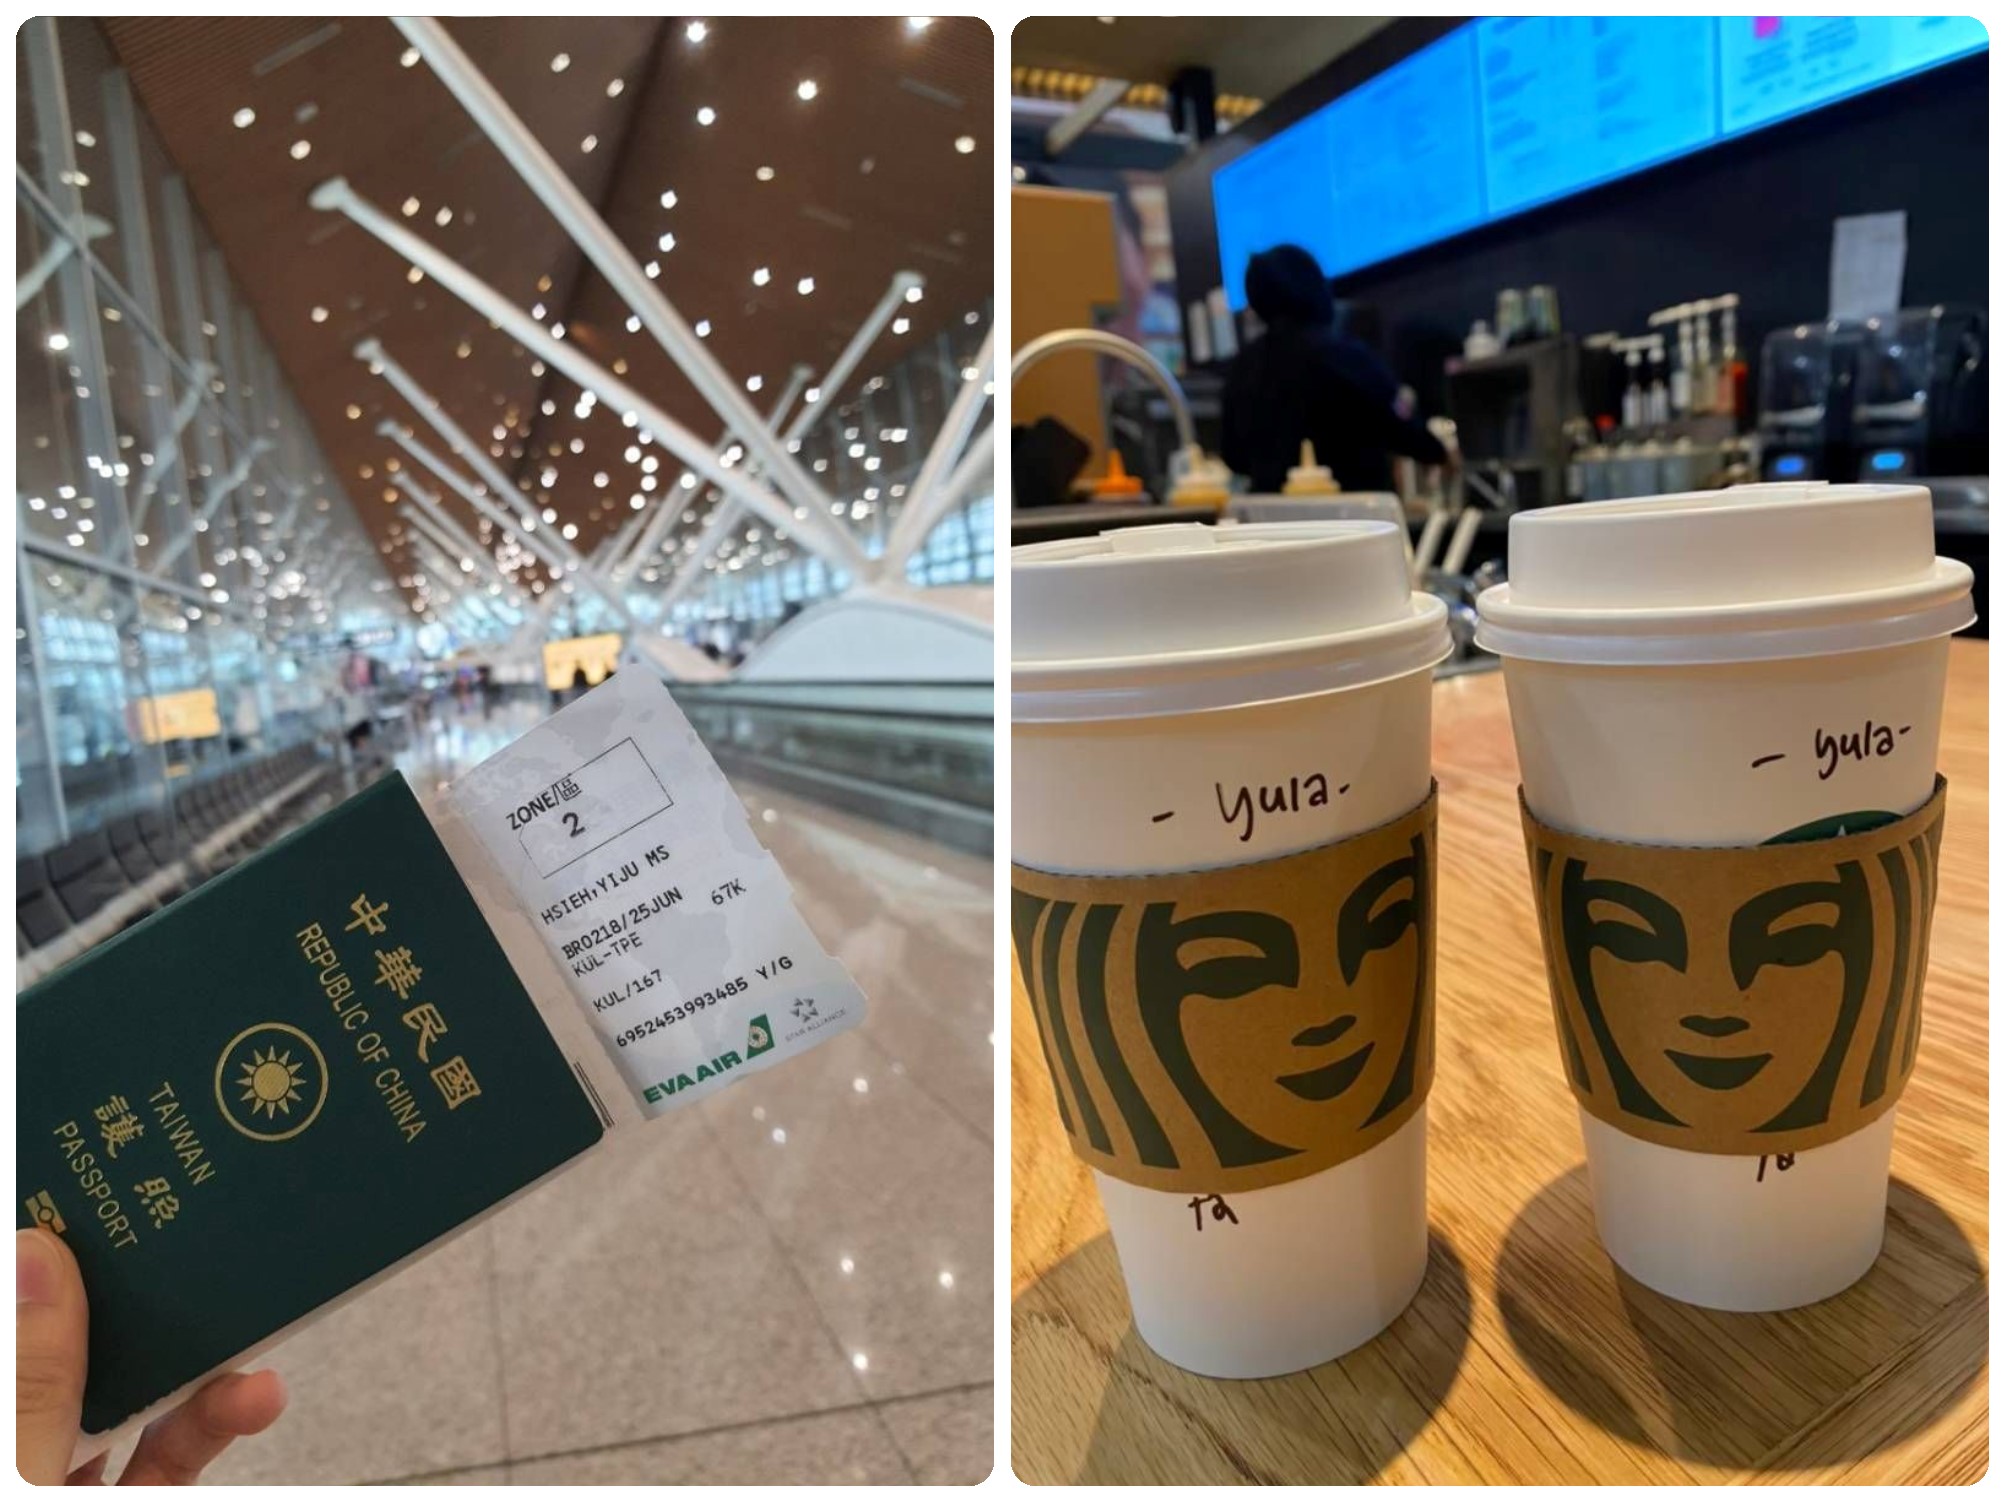 中華民國
REPUBLIC OF CHINA
TAIWAN
護照
PASSPORT
ZONE/區
2
HSIEH,YIJU MS
BR0218/25JUN 67K
KUL-TPE
KUL/167
6952453993485 Y/G
EVA AIR
STAR ALLIANCE
- yula -
- yula -